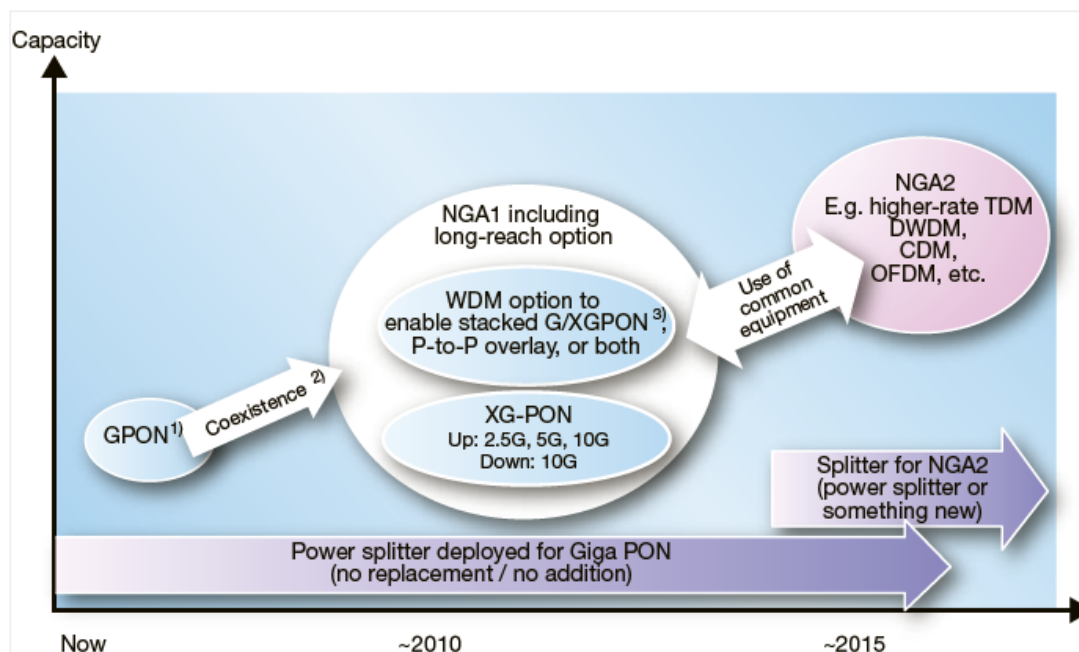 Capacity
NGA2
E.g. higher-rate TDM
DWDM,
CDM,
OFDM, etc.
NGA1 including
long-reach option
Use of
common
equipment
WDM option to
enable stacked G/XGPON 3),
P-to-P overlay, or both
Coexistence 2)
GPON1)
XG-PON
Up: 2.5G, 5G, 10G
Down: 10G
Splitter for NGA2
(power splitter or
something new)
Power splitter deployed for Giga PON
(no replacement / no addition)
Now
~2010
~2015